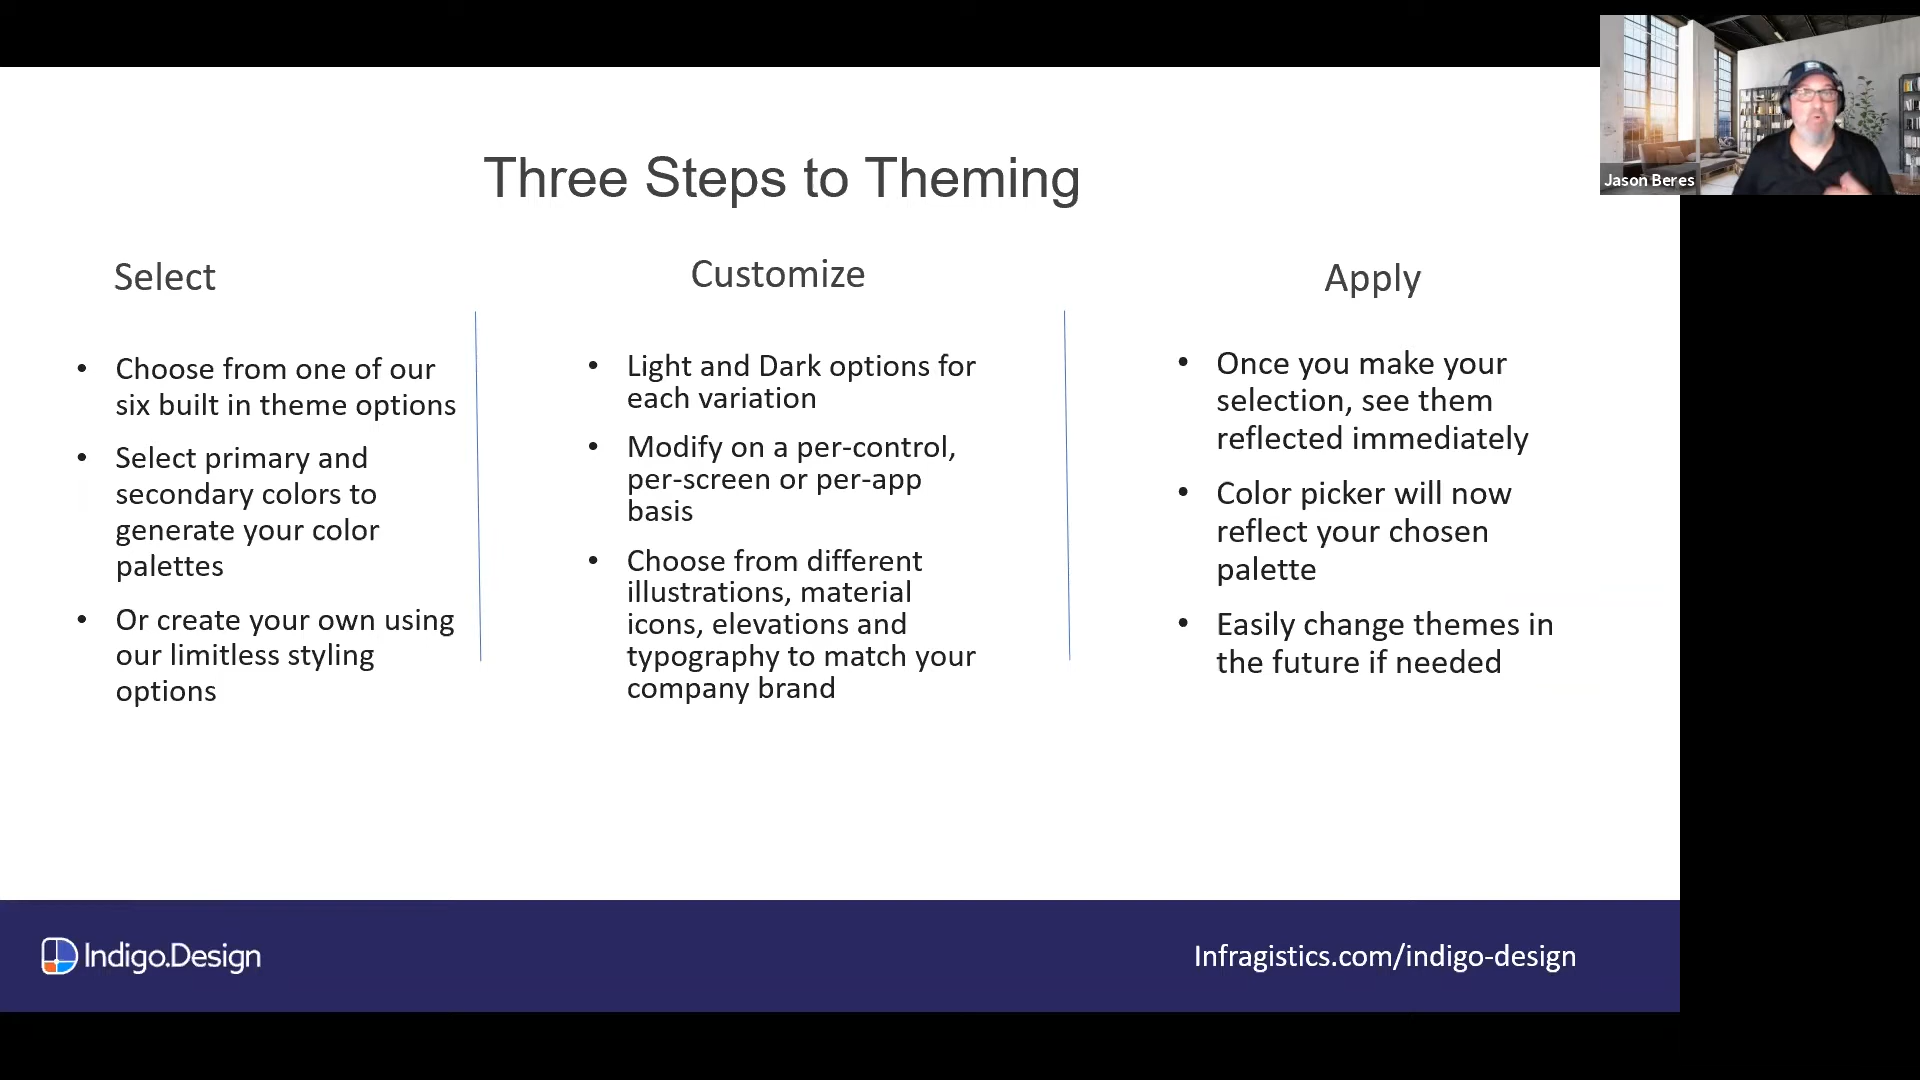 Jason Beres
Three Steps to Theming
Select
• Choose from one of our
six built in theme options
• Select primary and
secondary colors to
generate your color
palettes
• Or create your own using
our limitless styling
options
Customize
• Light and Dark options for
each variation
• Modify on a per-control,
per-screen or per-app
basis
• Choose from different
illustrations, material
icons, elevations and
typography to match your
company brand
Apply
• Once you make your
selection, see them
reflected immediately
• Color picker will now
reflect your chosen
palette
• Easily change themes in
the future if needed
Indigo.Design
Infragistics.com/indigo-design